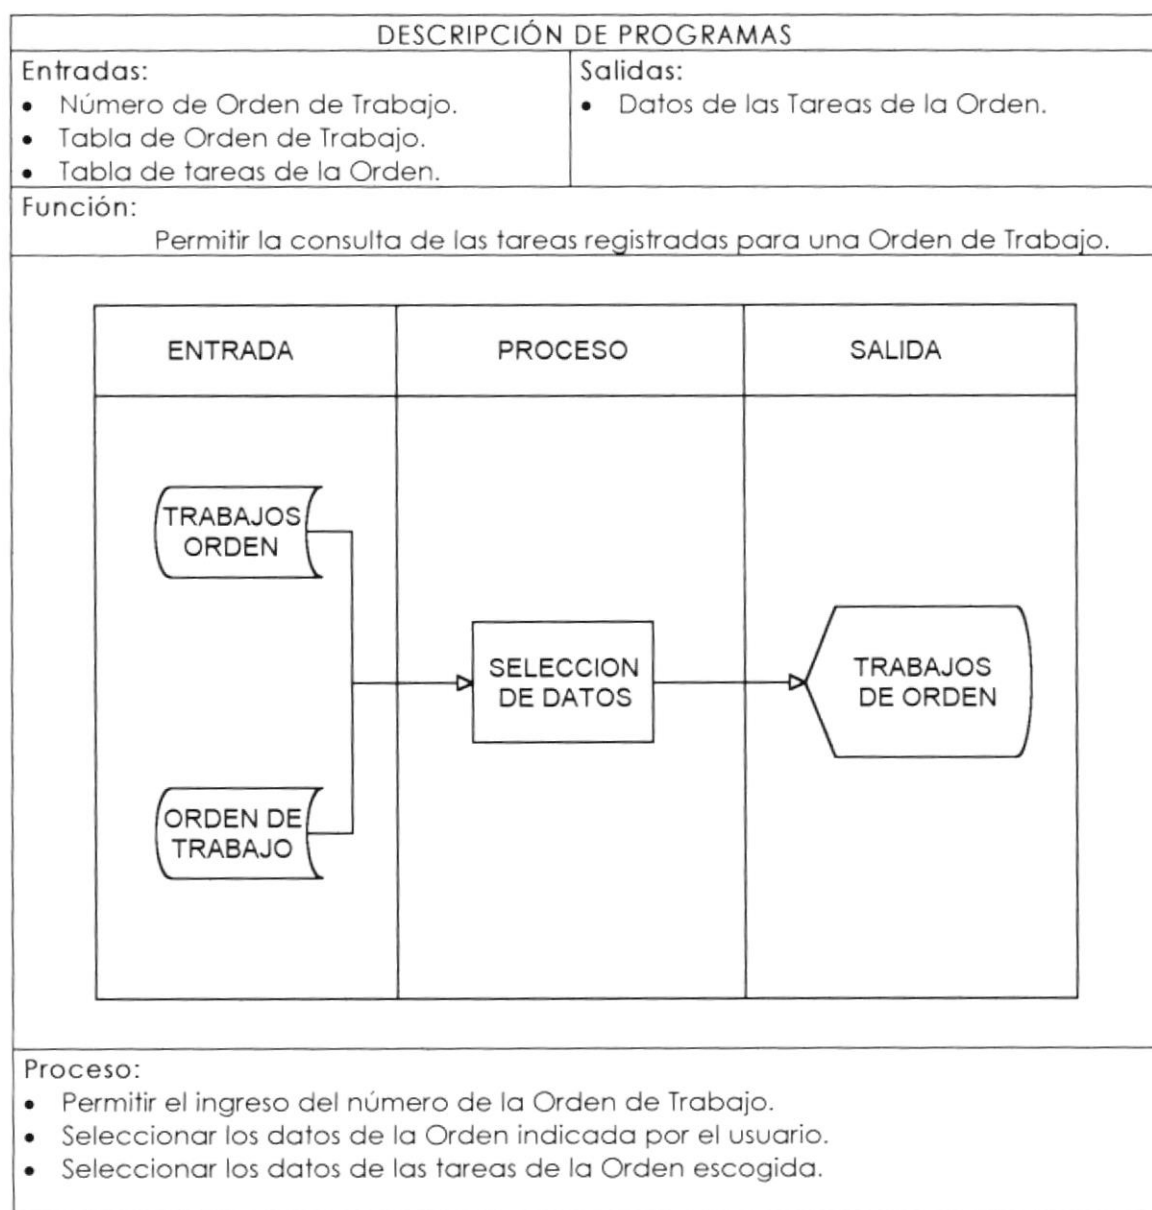 DESCRIPCIÓN DE PROGRAMAS
Entradas:
• Número de Orden de Trabajo.
• Tabla de Orden de Trabajo.
• Tabla de tareas de la Orden.
Salidas:
• Datos de las Tareas de la Orden.
Función:
Permitir la consulta de las tareas registradas para una Orden de Trabajo.
ENTRADA
PROCESO
SALIDA
TRABAJOS
ORDEN
SELECCION
DE DATOS
TRABAJOS
DE ORDEN
ORDEN DE
TRABAJO
Proceso:
• Permitir el ingreso del número de la Orden de Trabajo.
• Seleccionar los datos de la Orden indicada por el usuario.
• Seleccionar los datos de las tareas de la Orden escogida.